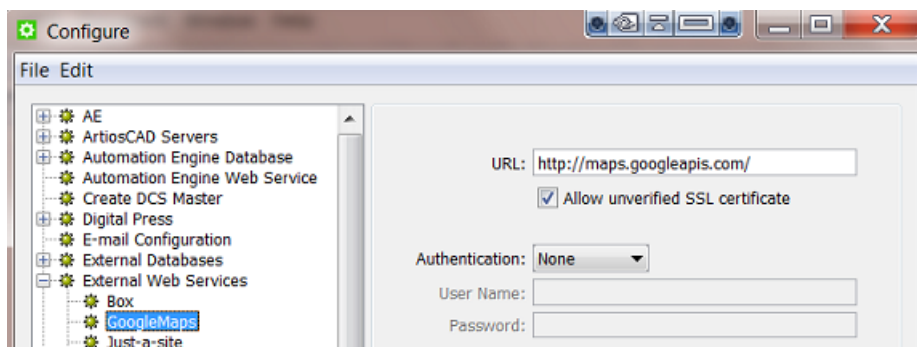 Configure
File Edit
AE
ArtiosCAD Servers
Automation Engine Database
Automation Engine Web Service
Create DCS Master
Digital Press
E-mail Configuration
External Databases
External Web Services
Box
GoogleMaps
Just-a-site
URL: http://maps.googleapis.com/
Allow unverified SSL certificate
Authentication: None
User Name:
Password: